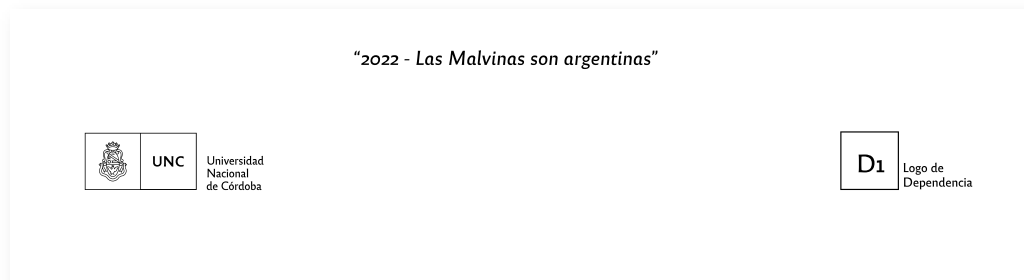 “2022 - Las Malvinas son argentinas”
UNC
Universidad
Nacional
de Córdoba
D1
Logo de
Dependencia